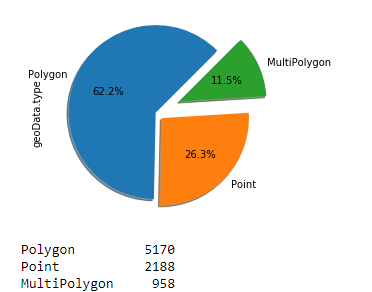 MultiPolygon
Polygon
62.2%
11.5%
geoData.type
26.3%
Point
Polygon 5170
Point 2188
MultiPolygon 958